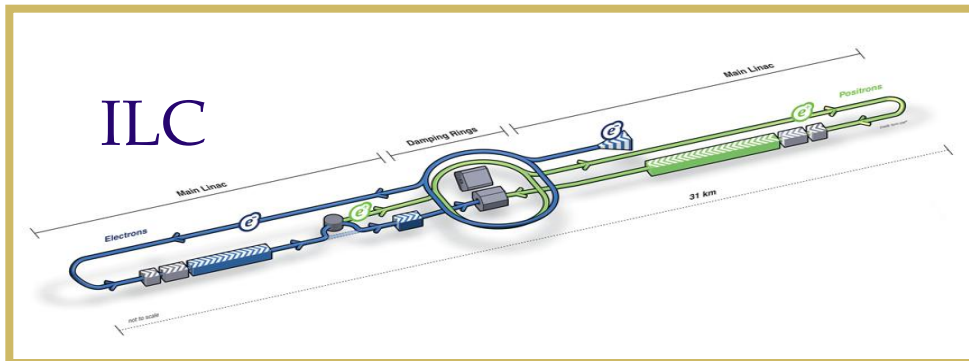 ILC
Main Linac
Damping Rings
Main Linac
Electrons
e-
e-
e+
e+
Positrons
31 km
not to scale